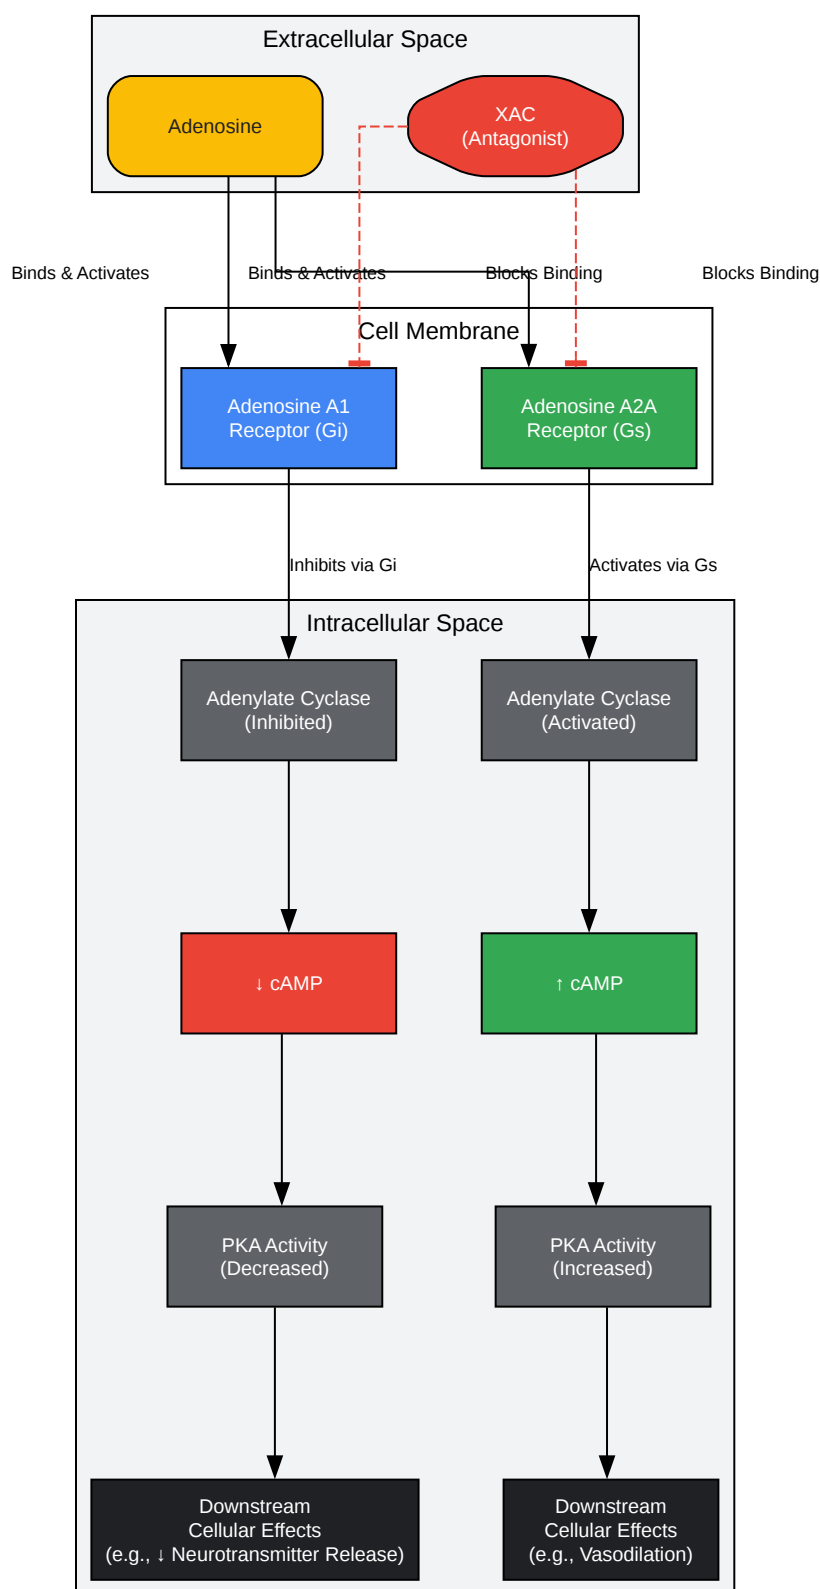 Extracellular Space
Adenosine
XAC
(Antagonist)
Binds & Activates
Binds & Activates
Blocks Binding
Blocks Binding
Cell Membrane
Adenosine A1
Receptor (Gi)
Adenosine A2A
Receptor (Gs)
Inhibits via Gi
Activates via Gs
Intracellular Space
Adenylate Cyclase
(Inhibited)
Adenylate Cyclase
(Activated)
↓ cAMP
↑ cAMP
PKA Activity
(Decreased)
PKA Activity
(Increased)
Downstream
Cellular Effects
(e.g., ↓ Neurotransmitter Release)
Downstream
Cellular Effects
(e.g., Vasodilation)